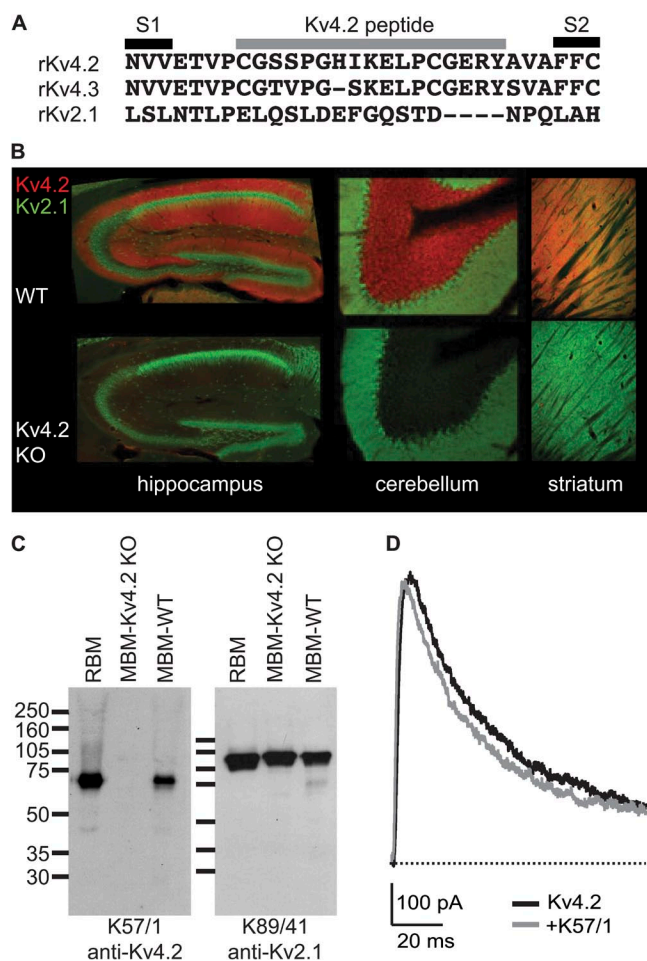 A
S1 Kv4.2 peptide S2
rKv4.2 NVVETVPCGSSPGHIKELPCGERYAVAFFC
rKv4.3 NVVETVPCGTVPG-SKELPCGERYSVAFFC
rKv2.1 LSLNTLPELQSLDEFGQSTD----NPQLAH
B
Kv4.2
Kv2.1
WT
Kv4.2
KO
hippocampus cerebellum striatum
C
RBM
MBM-Kv4.2 KO
MBM-WT
RBM
MBM-Kv4.2 KO
MBM-WT
250
160
105
75
50
35
30
K57/1
anti-Kv4.2
K89/41
anti-Kv2.1
D
100 pA
20 ms
Kv4.2
+K57/1